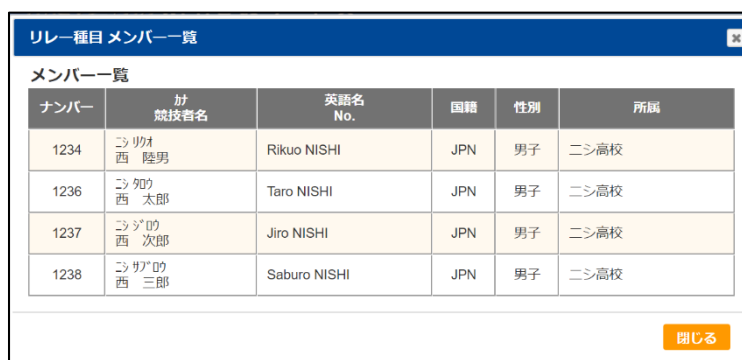 リレー種目 メンバー一覧
メンバー一覧
ナンバー ｶﾅ 競技者名 英語名 No. 国籍 性別 所属
1234 ﾆｼ ﾘｸｵ 西　陸男 Rikuo NISHI JPN 男子 ニシ高校
1236 ﾆｼ ﾀﾛｳ 西　太郎 Taro NISHI JPN 男子 ニシ高校
1237 ﾆｼ ｼﾞﾛｳ 西　次郎 Jiro NISHI JPN 男子 ニシ高校
1238 ﾆｼ ｻﾌﾞﾛｳ 西　三郎 Saburo NISHI JPN 男子 ニシ高校
閉じる